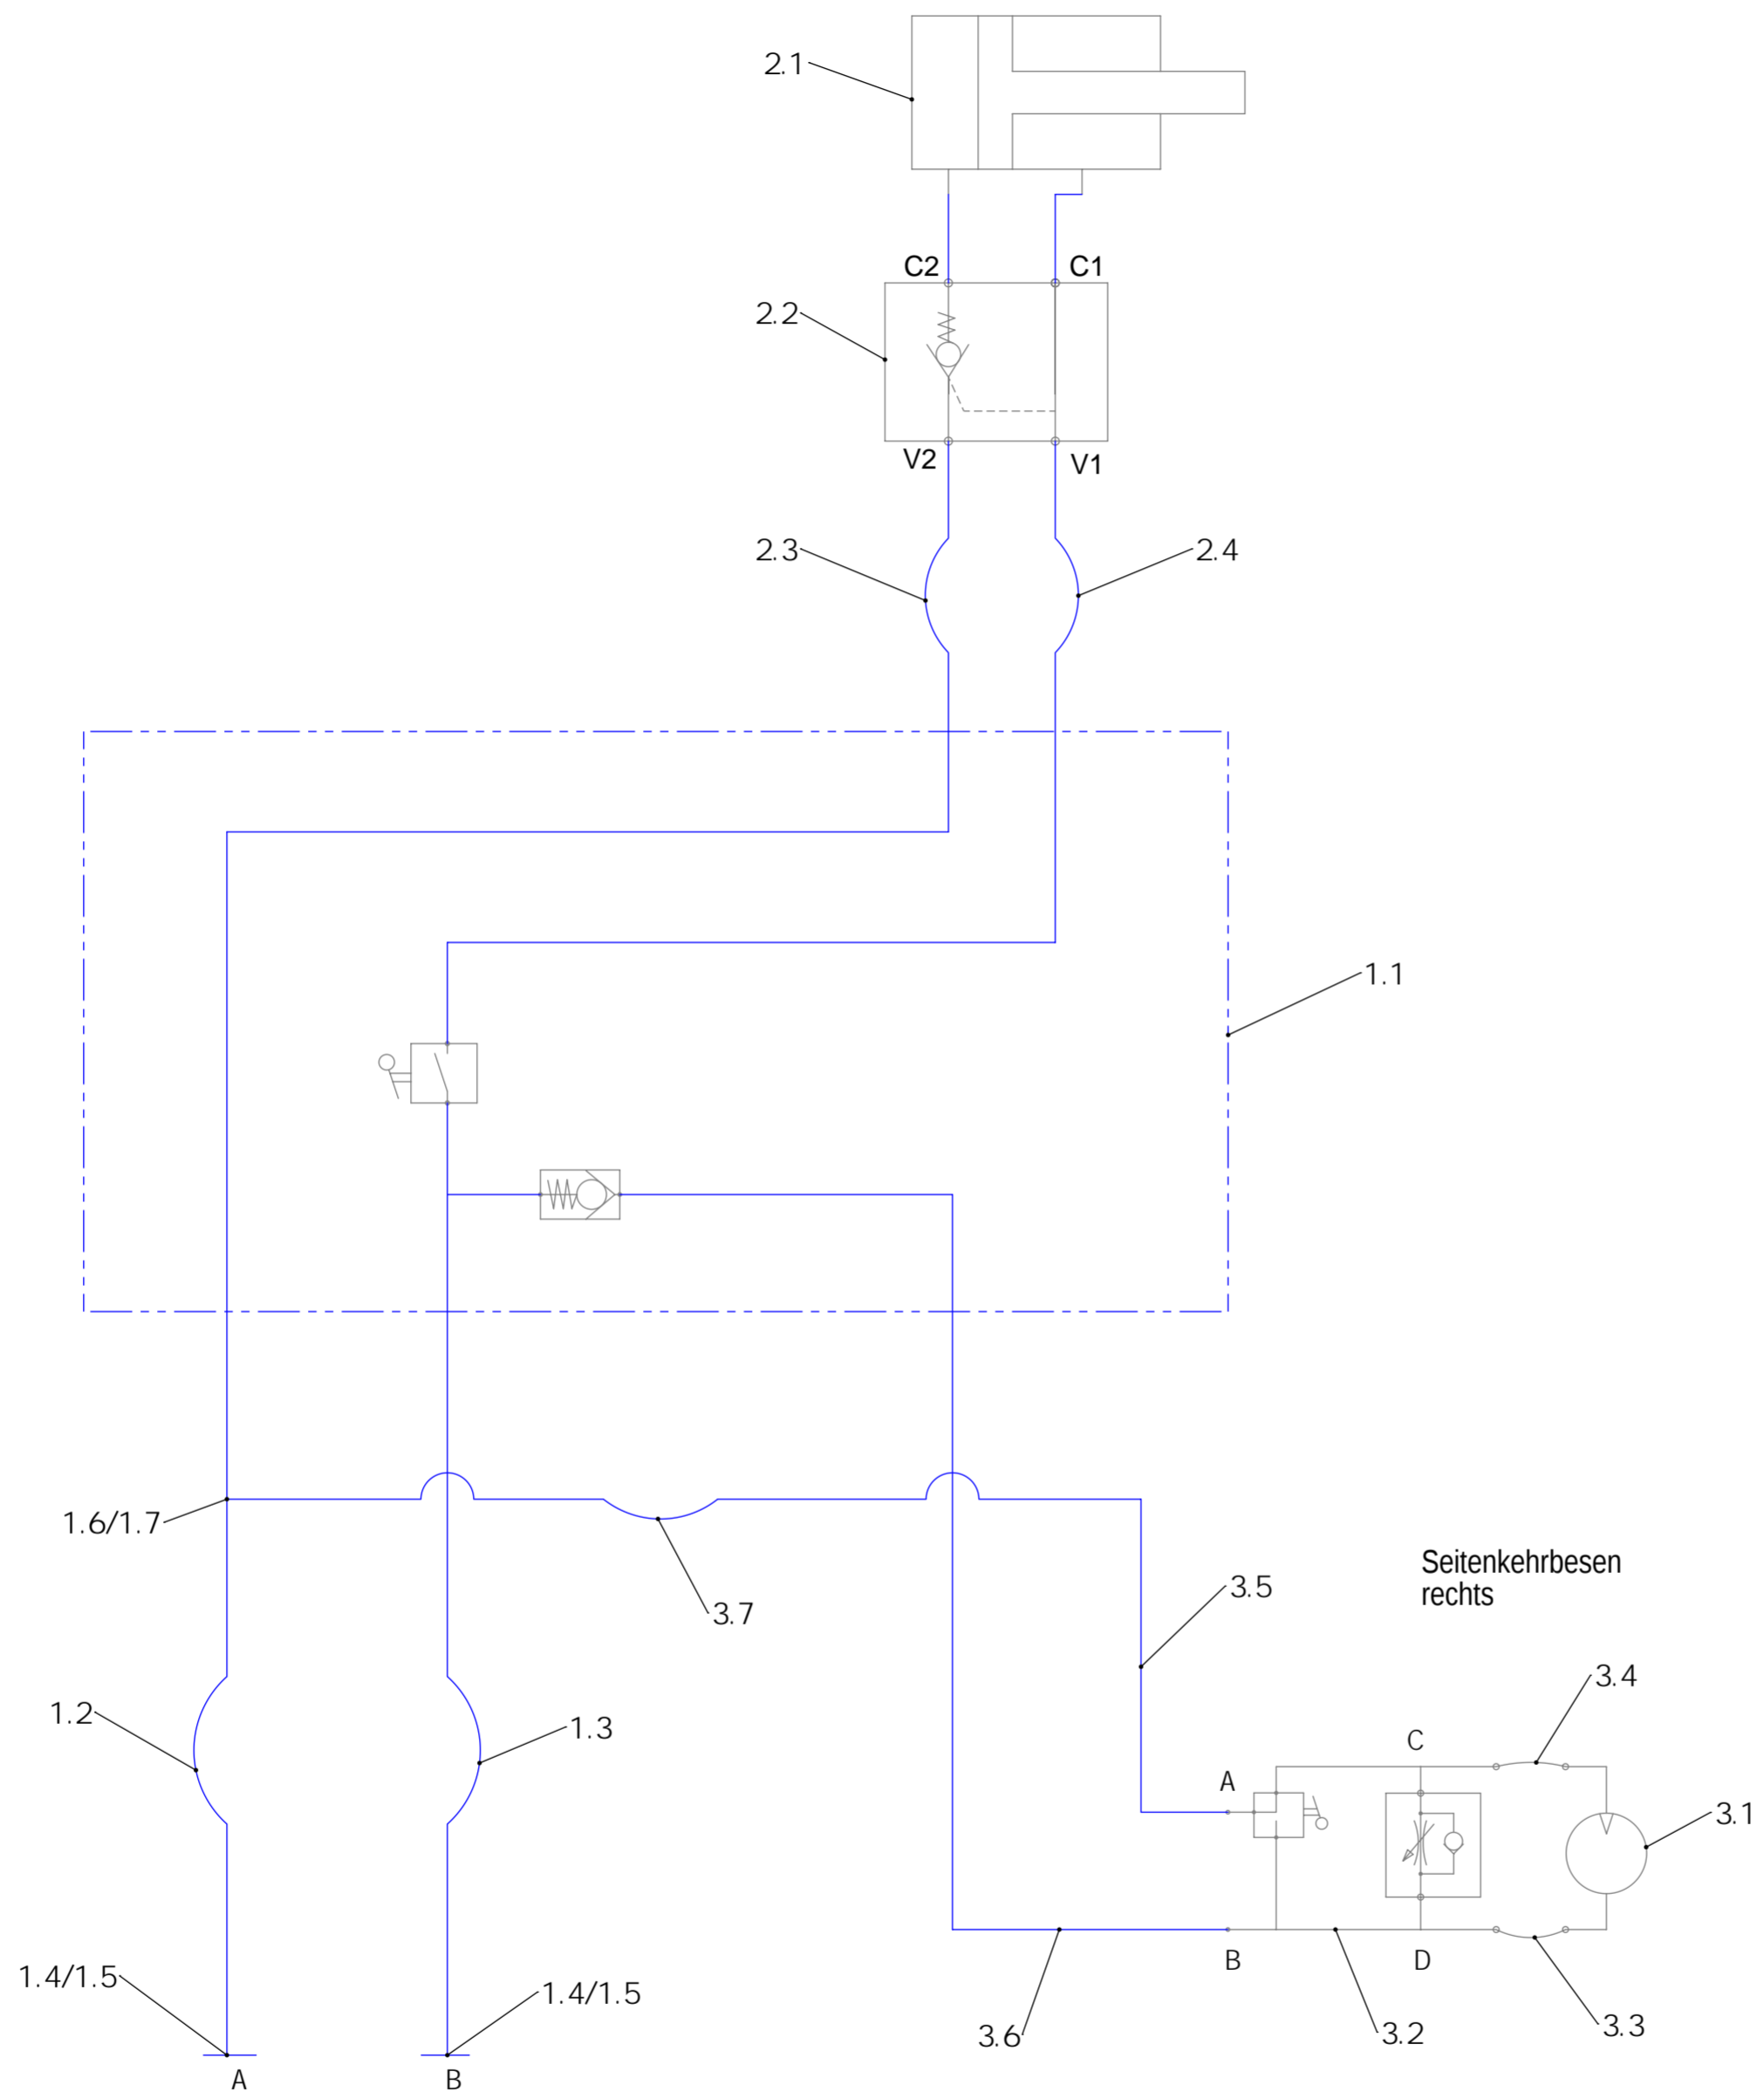 2.1
C2
C1
2.2
V2
V1
2.3
2.4
1.1
1.6/1.7
Seitenkehrbesen
rechts
3.5
3.7
3.4
1.2
1.3
C
A
3.1
B
D
1.4/1.5
1.4/1.5
3.6
3.2
3.3
A
B